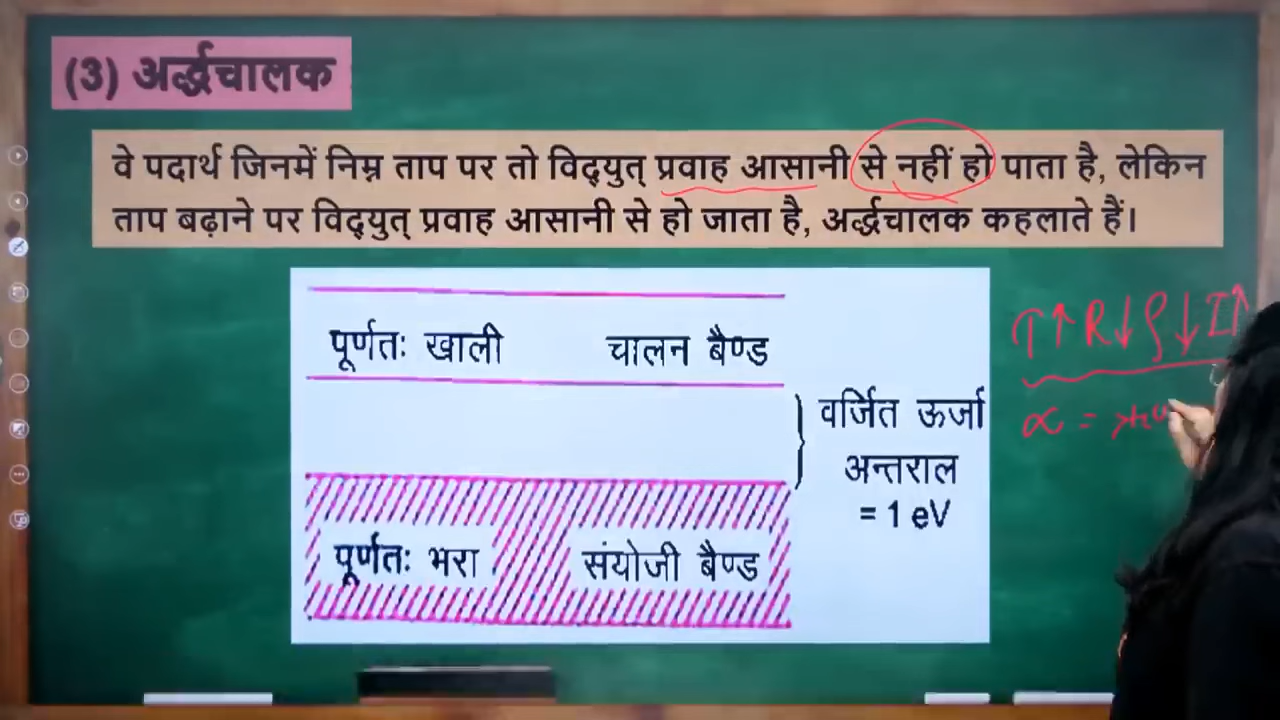 (3) अर्द्धचालक
वे पदार्थ जिनमें निम्न ताप पर तो विद्युत् प्रवाह आसानी से नहीं हो पाता है, लेकिन
ताप बढ़ाने पर विद्युत् प्रवाह आसानी से हो जाता है, अर्द्धचालक कहलाते हैं।
T↑ R↓ ρ↓ I↑
पूर्णतः खाली चालन बैण्ड
α =
वर्जित ऊर्जा
अन्तराल
= 1 eV
पूर्णतः भरा संयोजी बैण्ड